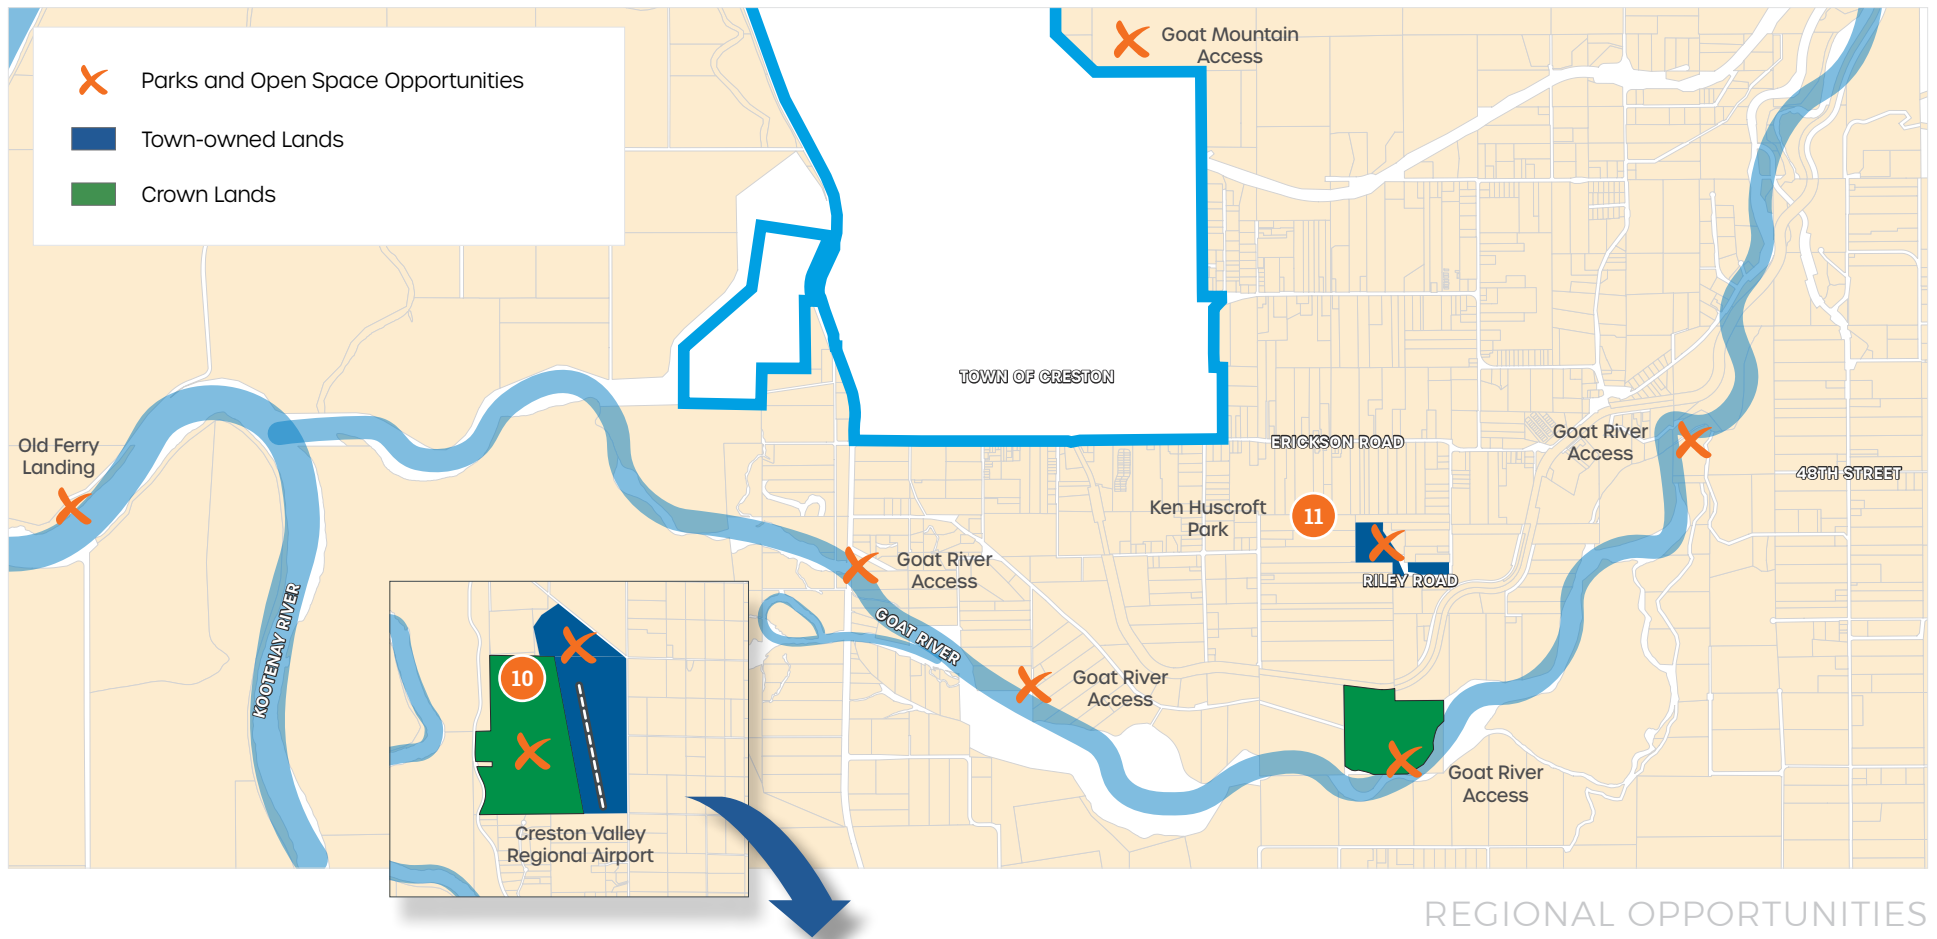 Parks and Open Space Opportunities
Town-owned Lands
Crown Lands
Goat Mountain
Access
TOWN OF CRESTON
ERICKSON ROAD
Goat River
Access
48TH STREET
Old Ferry
Landing
Ken Huscroft
Park
11
RILEY ROAD
Goat River
Access
GOAT RIVER
KOOTENAY RIVER
Goat River
Access
10
Goat River
Access
Creston Valley
Regional Airport
REGIONAL OPPORTUNITIES